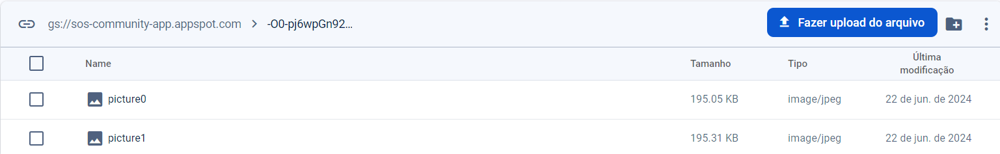 gs://sos-community-app.appspot.com > -O0-pj6wpGn92… Fazer upload do arquivo
Name Tamanho Tipo Última modificação
picture0 195.05 KB image/jpeg 22 de jun. de 2024
picture1 195.31 KB image/jpeg 22 de jun. de 2024